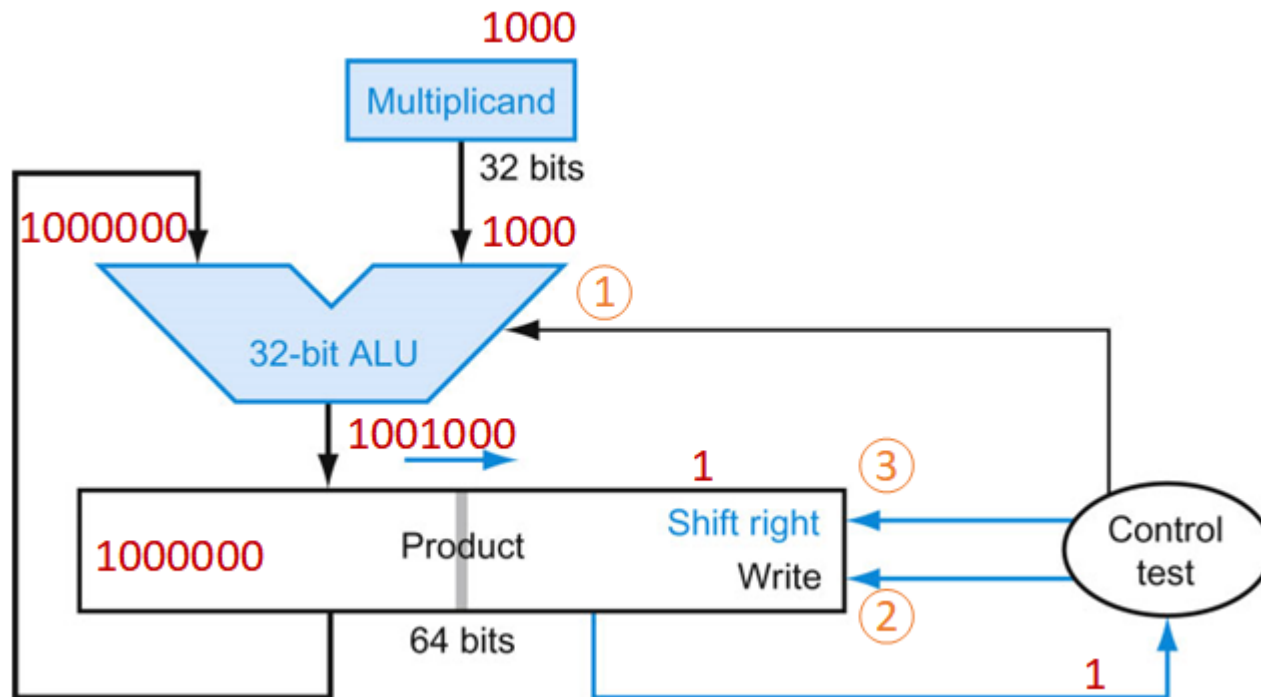 1000
Multiplicand
32 bits
1000000
1000
1
32-bit ALU
1001000
1
3
Shift right
1000000
Product
Write
Control
test
2
64 bits
1